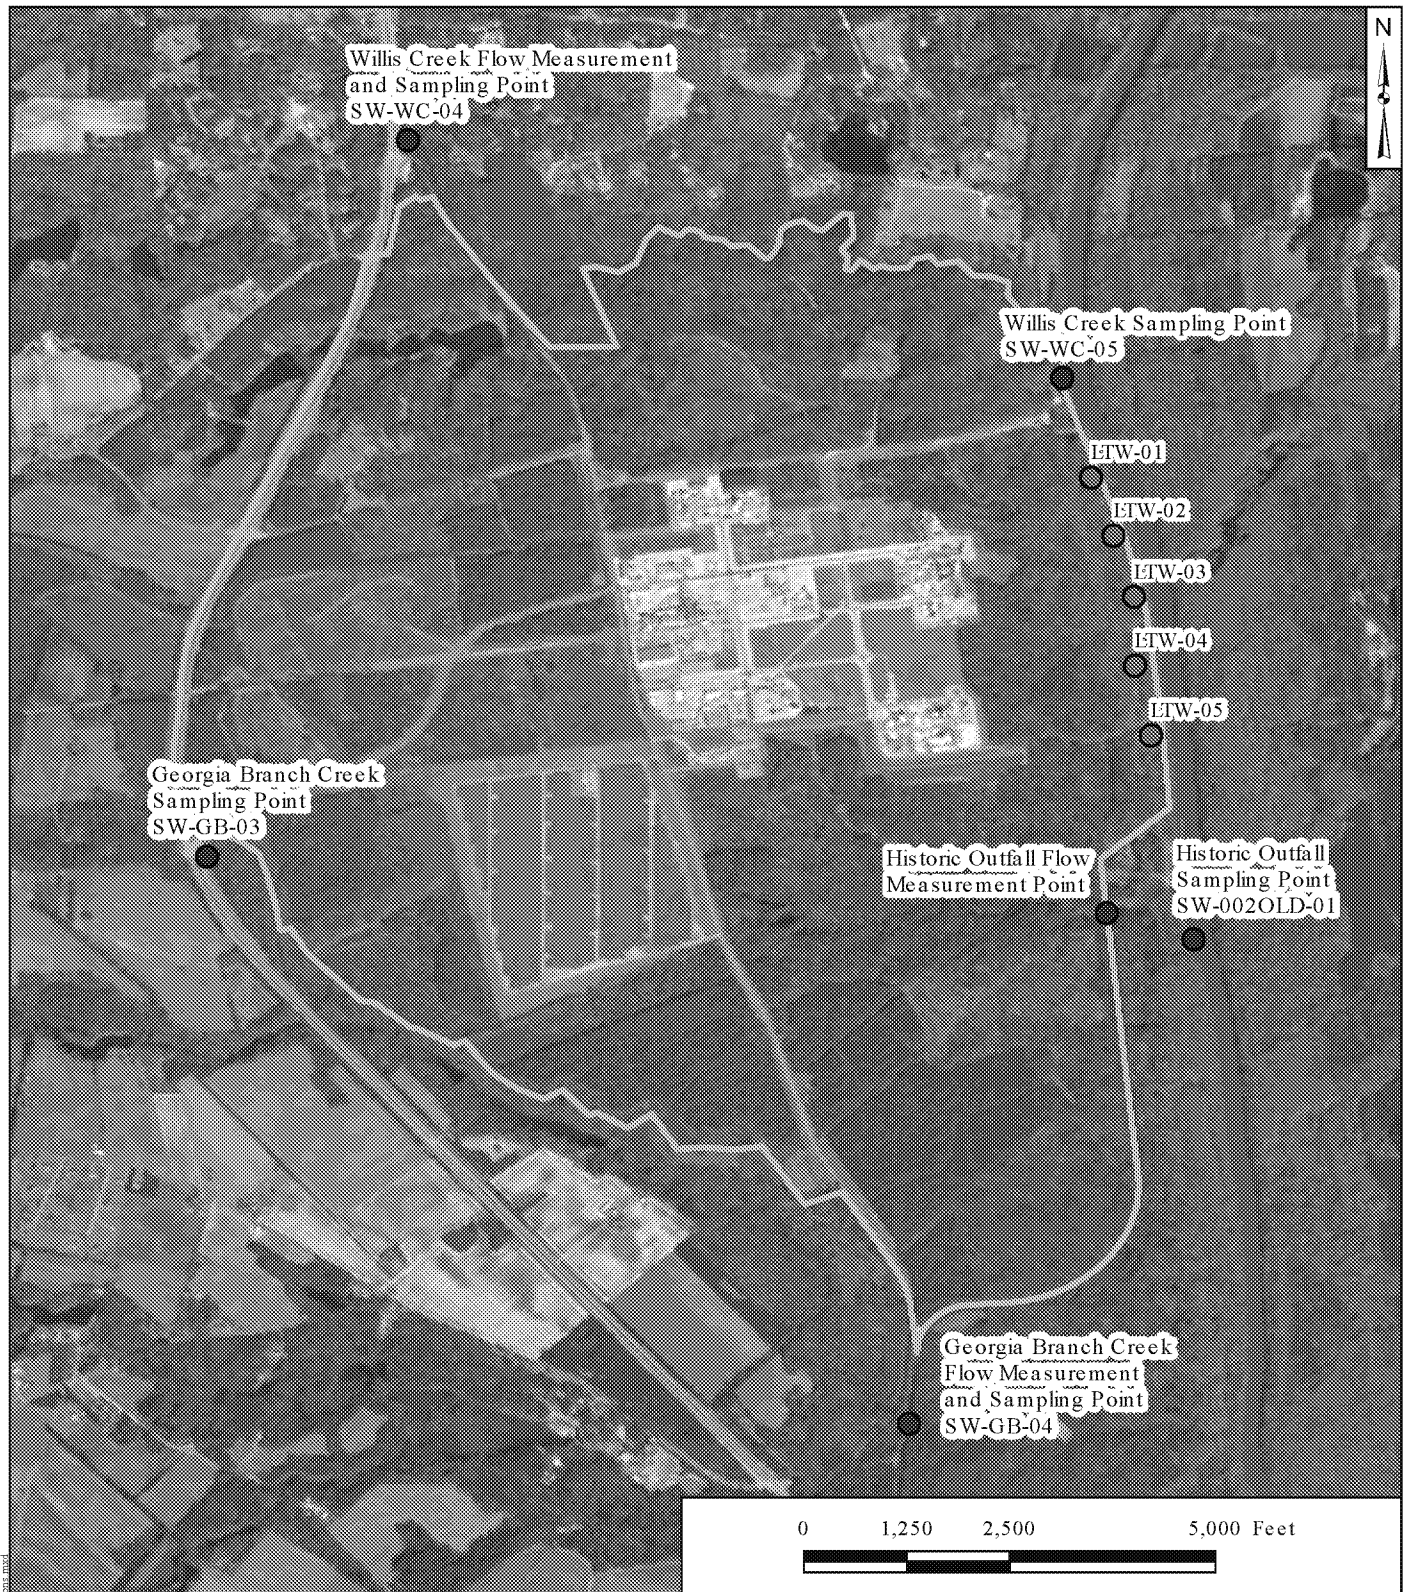 N
Willis Creek Flow Measurement
and Sampling Point
SW-WC-04
Willis Creek Sampling Point
SW-WC-05
LTW-01
LTW-02
LTW-03
LTW-04
LTW-05
Georgia Branch Creek
Sampling Point
SW-GB-03
Historic Outfall Flow
Measurement Point
Historic Outfall
Sampling Point
SW-002OLD-01
Georgia Branch Creek
Flow Measurement
and Sampling Point
SW-GB-04
0 1,250 2,500 5,000 Feet